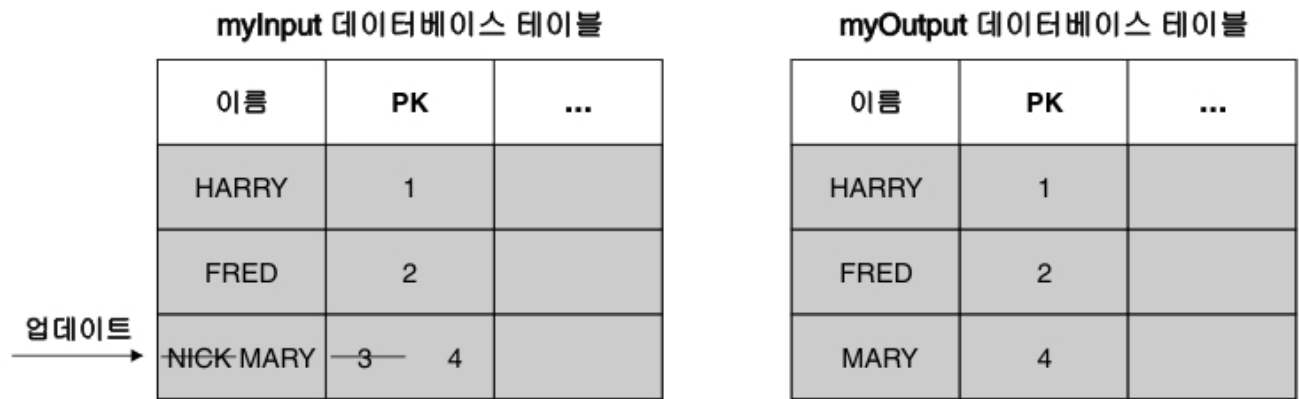 myInput 데이터베이스 테이블 myOutput 데이터베이스 테이블
이름 PK ... 이름 PK ...
HARRY 1 HARRY 1
FRED 2 FRED 2
업데이트
NICK MARY 3 4 MARY 4